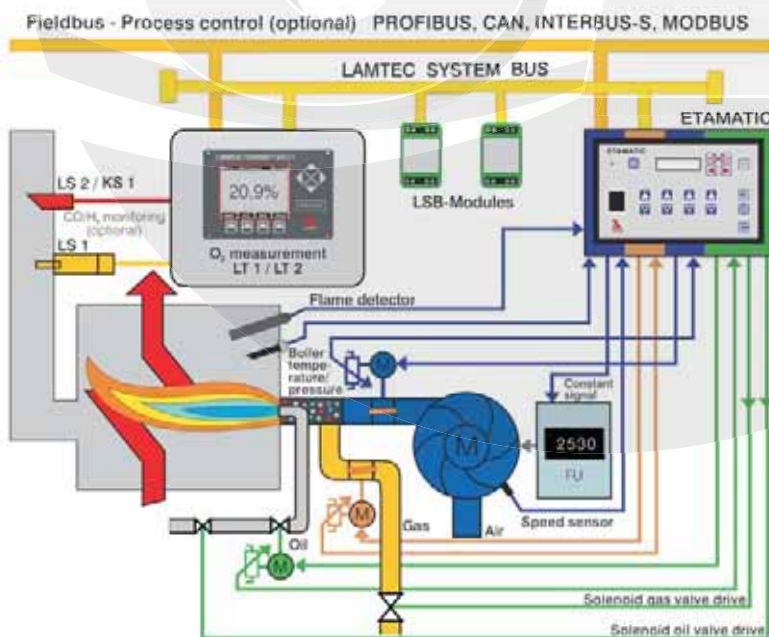 Fieldbus - Process control (optional) PROFIBUS, CAN, INTERBUS-S, MODBUS
LAMTEC SYSTEM BUS
ETAMATIC
ETAMATIC
LS 2 / KS 1
CO/H₂ monitoring
(optional)
LS 1
20,9%
O₂ measurement
LT 1 / LT 2
LSB-Modules
Flame detector
Boiler
tempe-
rature/
pressure
M
Constant
signal
M
2530
FU
Speed sensor
Air
Gas
M
Oil
M
Solenoid gas valve drive
Solenoid oil valve drive